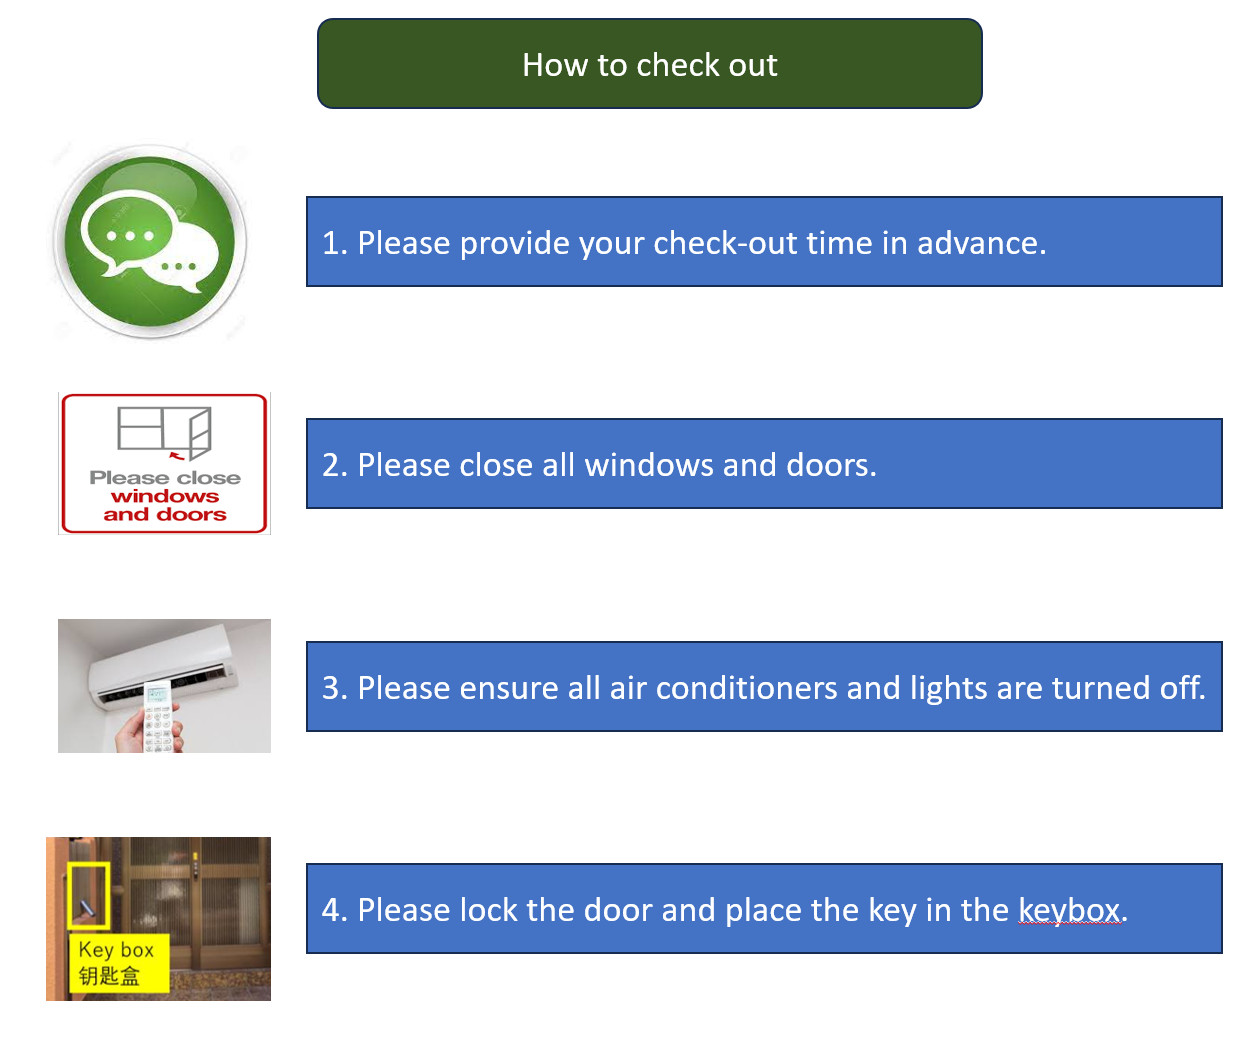 How to check out
1. Please provide your check-out time in advance.
Please close
windows
and doors
2. Please close all windows and doors.
3. Please ensure all air conditioners and lights are turned off.
Key box
钥匙盒
4. Please lock the door and place the key in the keybox.